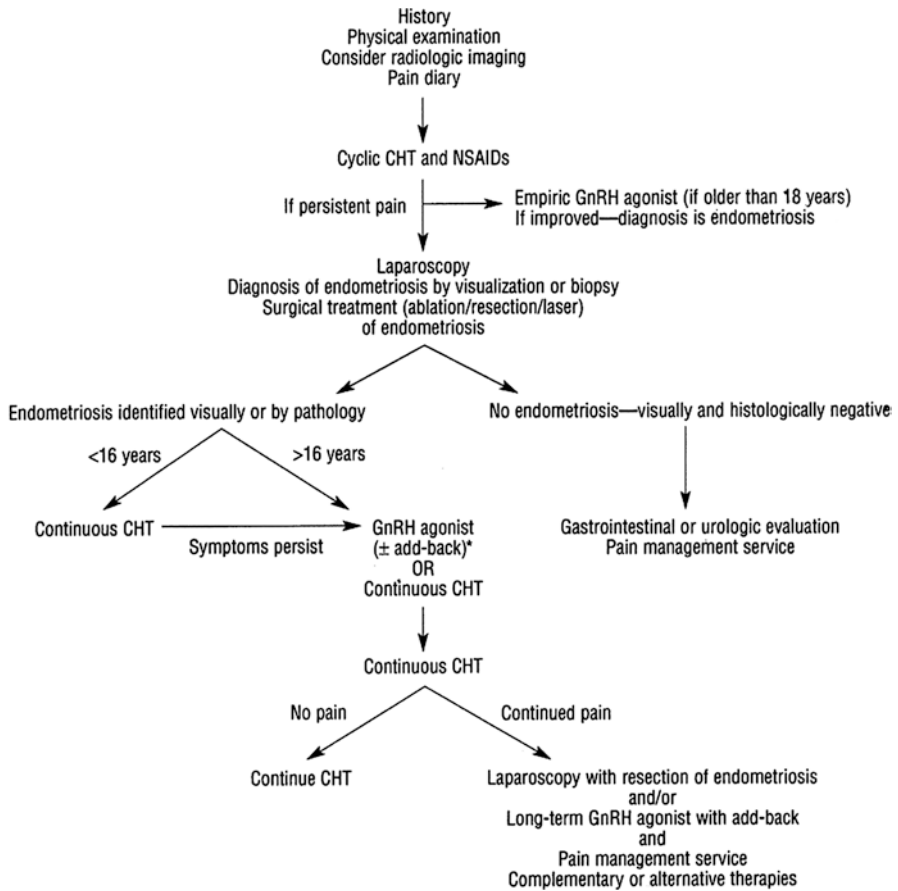 History
Physical examination
Consider radiologic imaging
Pain diary
Cyclic CHT and NSAIDs
If persistent pain
Empiric GnRH agonist (if older than 18 years)
If improved—diagnosis is endometriosis
Laparoscopy
Diagnosis of endometriosis by visualization or biopsy
Surgical treatment (ablation/resection/laser)
of endometriosis
Endometriosis identified visually or by pathology
No endometriosis—visually and histologically negative
<16 years
>16 years
Continuous CHT
Symptoms persist
GnRH agonist
(± add-back)*
OR
Continuous CHT
Gastrointestinal or urologic evaluation
Pain management service
Continuous CHT
No pain
Continued pain
Continue CHT
Laparoscopy with resection of endometriosis
and/or
Long-term GnRH agonist with add-back
and
Pain management service
Complementary or alternative therapies